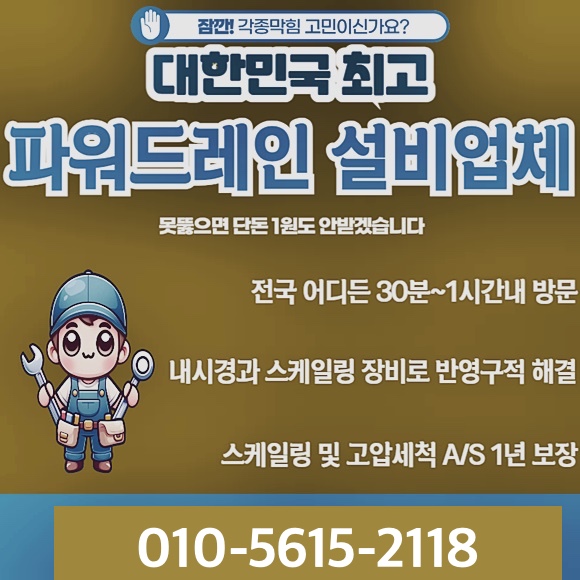 잠깐! 각종막힘 고민이신가요?
대한민국 최고
파워드레인 설비업체
못뚫으면 단돈 1원도 안받겠습니다
전국 어디든 30분~1시간내 방문
내시경과 스케일링 장비로 반영구적 해결
스케일링 및 고압세척 A/S 1년 보장
010-5615-2118